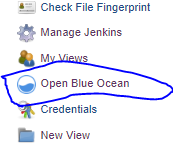 Check File Fingerprint
Manage Jenkins
My Views
Open Blue Ocean
Credentials
New View